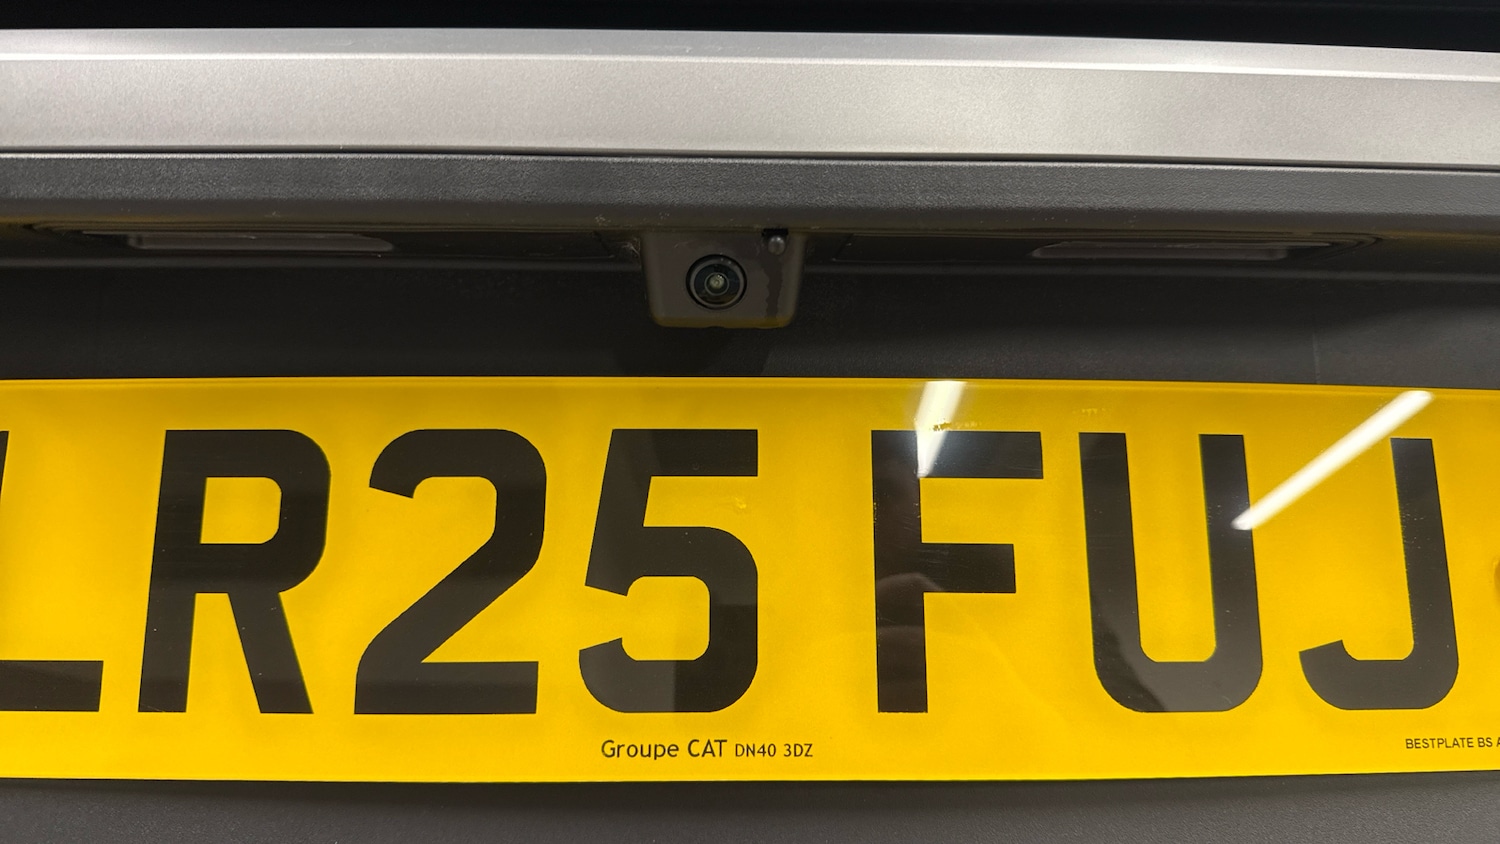 LR25 FUJ
Groupe CAT DN40 3DZ
BESTPLATE BS